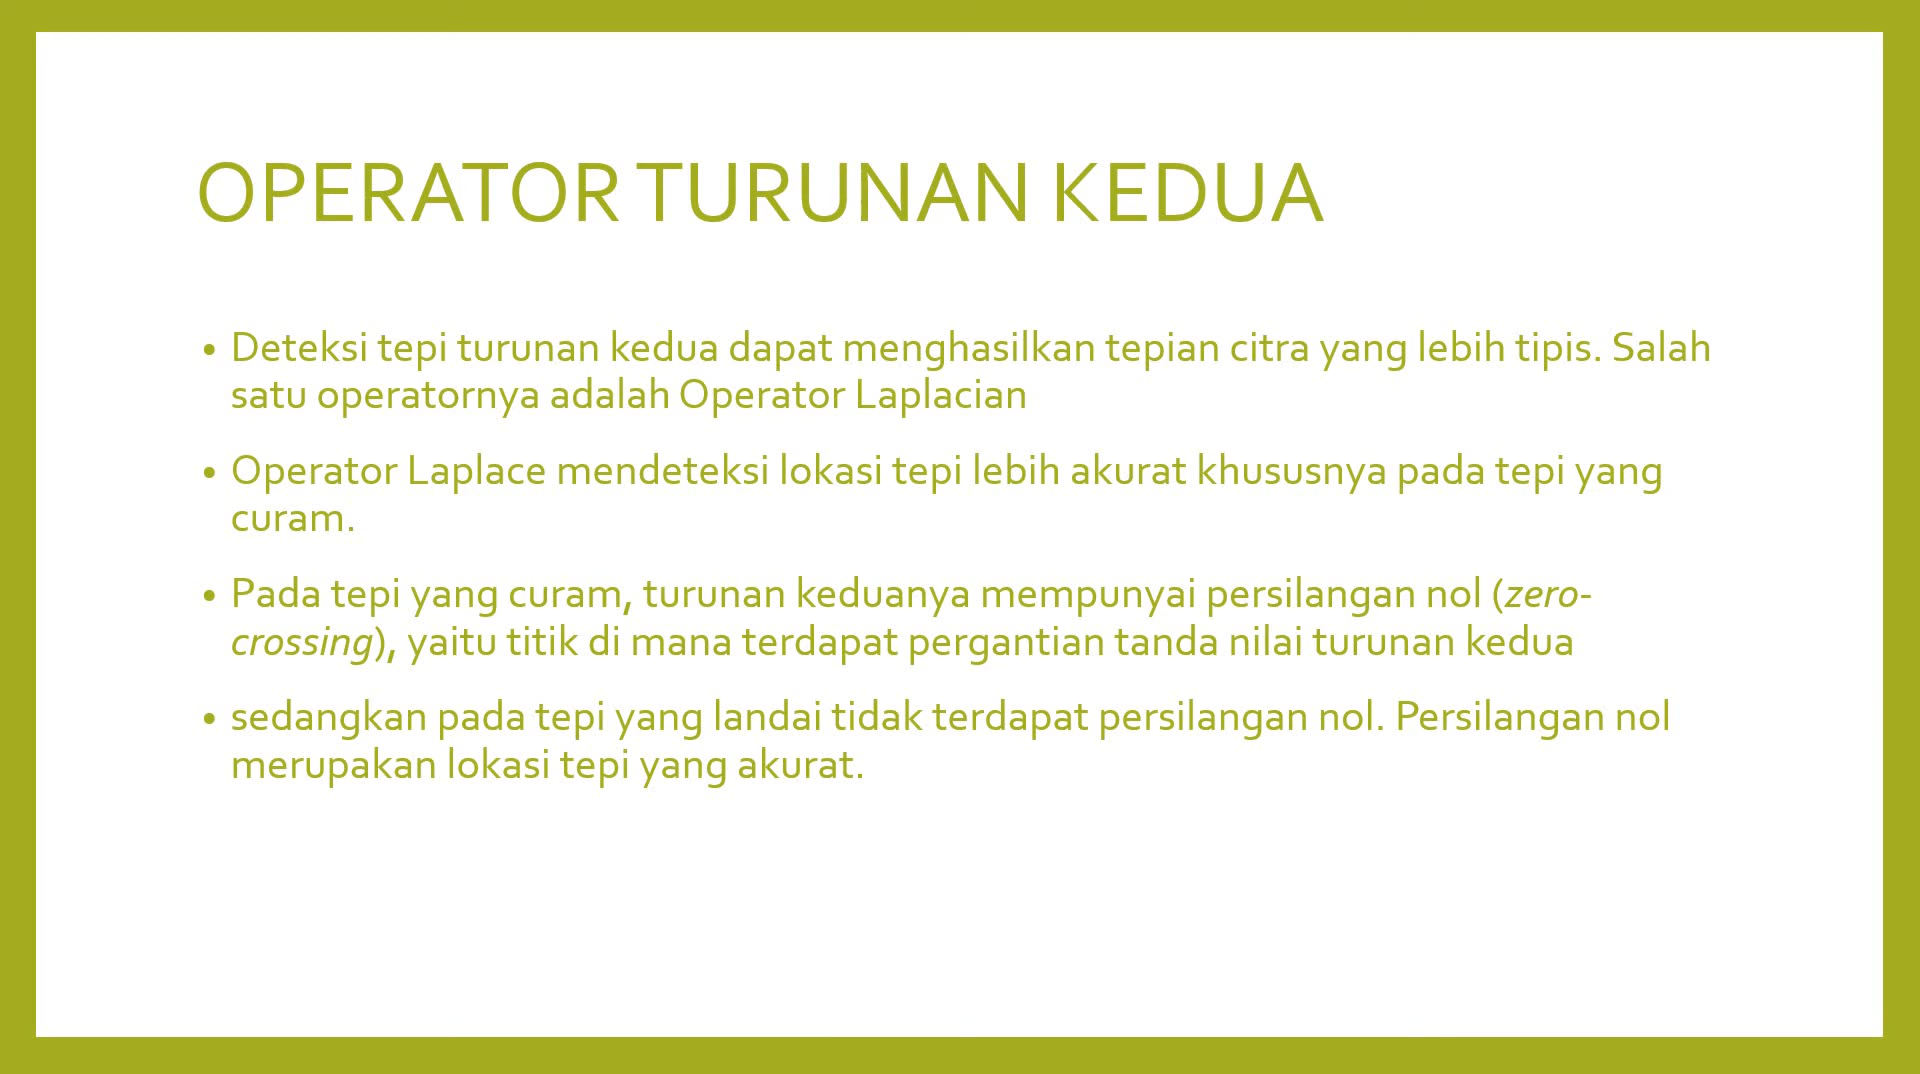 OPERATOR TURUNAN KEDUA
• Deteksi tepi turunan kedua dapat menghasilkan tepian citra yang lebih tipis. Salah
satu operatornya adalah Operator Laplacian
• Operator Laplace mendeteksi lokasi tepi lebih akurat khususnya pada tepi yang
curam.
• Pada tepi yang curam, turunan keduanya mempunyai persilangan nol (zero-
crossing), yaitu titik di mana terdapat pergantian tanda nilai turunan kedua
• sedangkan pada tepi yang landai tidak terdapat persilangan nol. Persilangan nol
merupakan lokasi tepi yang akurat.